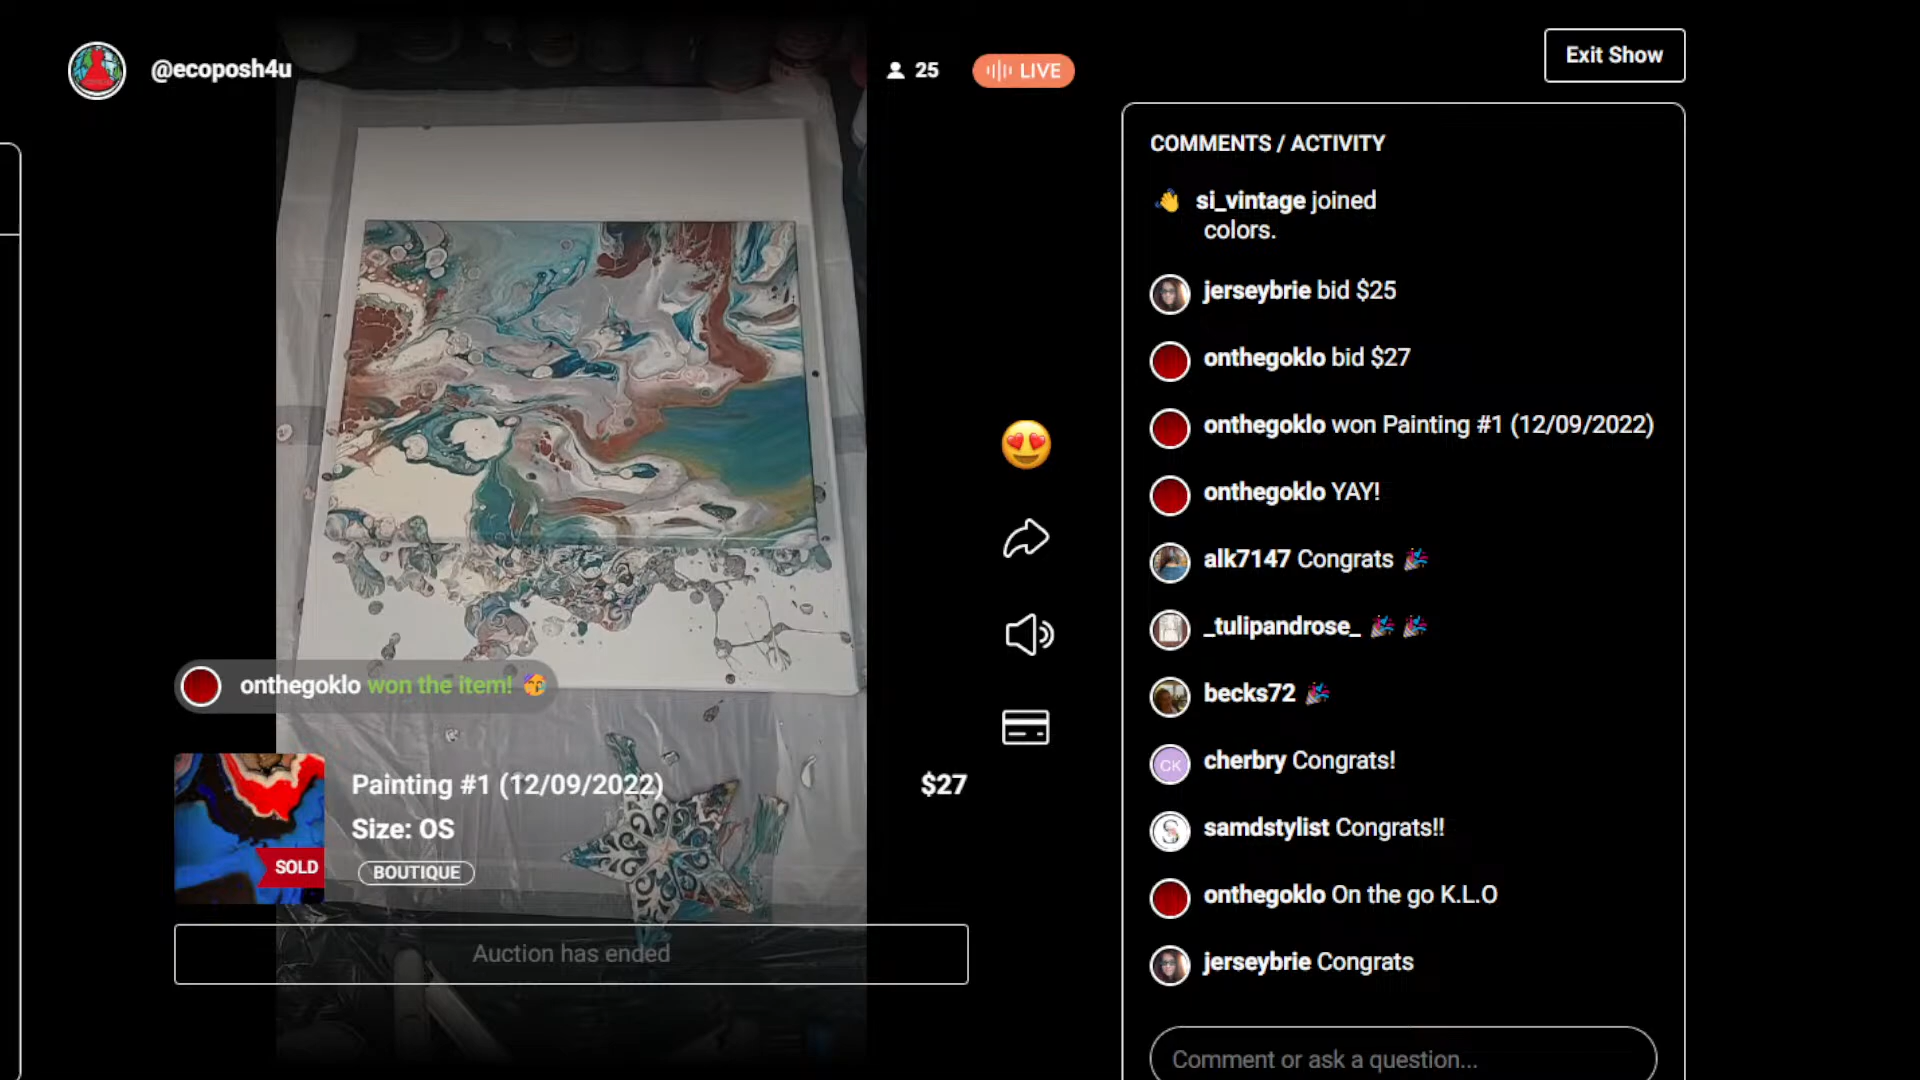 @ecoposh4u
25
LIVE
Exit Show
COMMENTS / ACTIVITY
si_vintage joined
colors.
jerseybrie bid $25
onthegoklo bid $27
onthegoklo won Painting #1 (12/09/2022)
onthegoklo YAY!
alk7147 Congrats 🎉
_tulipandrose_ 🎉 🎉
becks72 🎉
CK
cherbry Congrats!
S
samdstylist Congrats!!
onthegoklo On the go K.L.O
jerseybrie Congrats
Comment or ask a question...
onthegoklo won the item! 🥳
Painting #1 (12/09/2022)
$27
Size: OS
SOLD
BOUTIQUE
Auction has ended